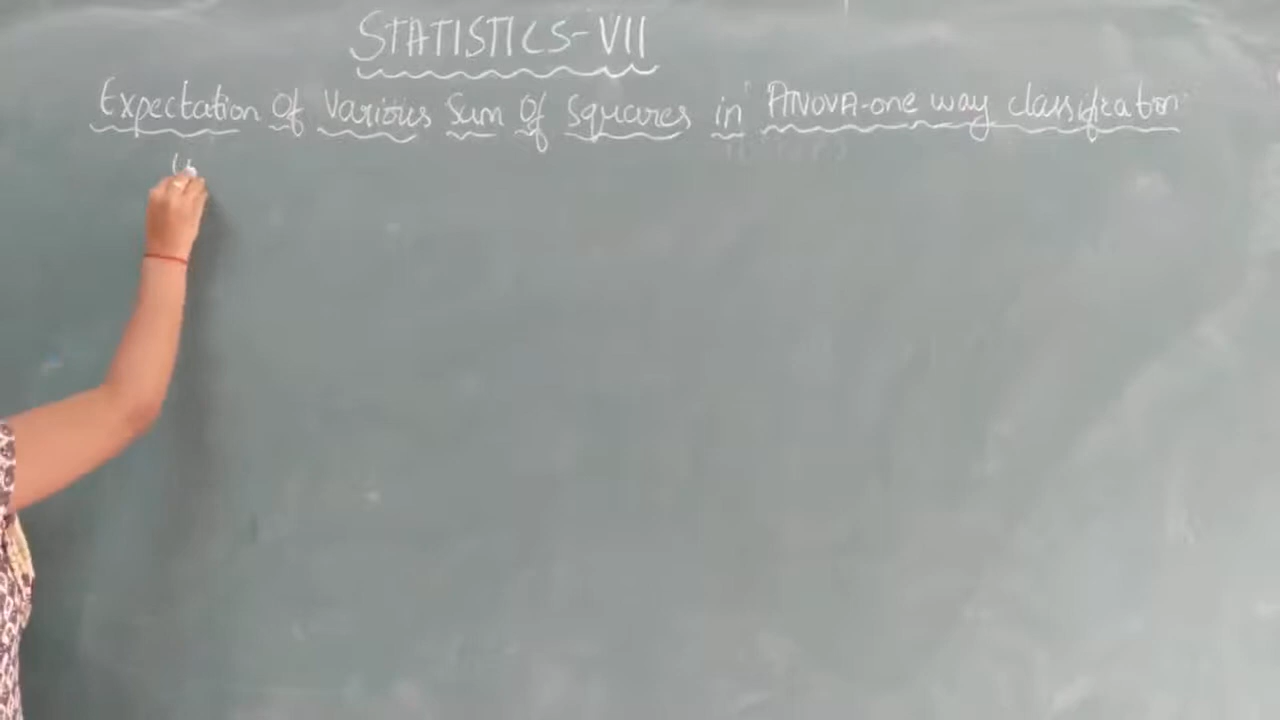 STATISTICS-VII
Expectation Of Various Sum Of Squares in ANOVA-one way classification